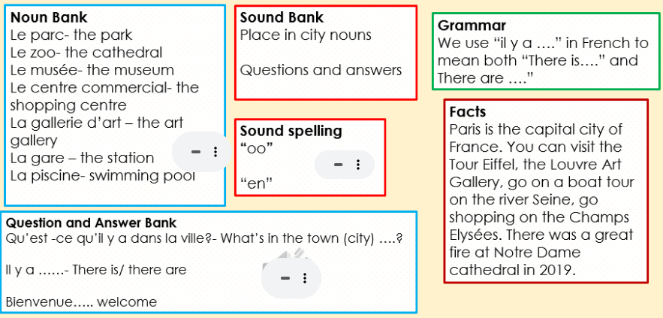 Noun Bank
Le parc- the park
Le zoo- the cathedral
Le musée- the museum
Le centre commercial- the
shopping centre
La gallerie d'art – the art
gallery
La gare – the station
La piscine- swimming pool
Sound Bank
Place in city nouns
Questions and answers
Sound spelling
"oo"
"en"
Grammar
We use "il y a ...." in French to
mean both "There is...." and
There are ...."
Facts
Paris is the capital city of
France. You can visit the
Tour Eiffel, the Louvre Art
Gallery, go on a boat tour
on the river Seine, go
shopping on the Champs
Elysées. There was a great
fire at Notre Dame
cathedral in 2019.
Question and Answer Bank
Qu'est -ce qu'il y a dans la ville?- What's in the town (city) ....?
Il y a ......- There is/ there are
Bienvenue..... welcome